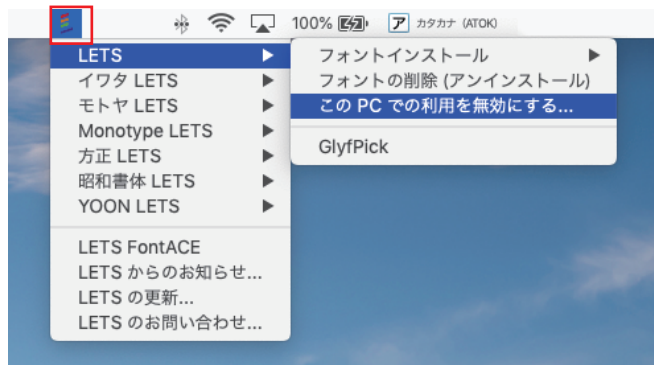 100% ア カタカナ (ATOK)
LETS
イワタ LETS
モトヤ LETS
Monotype LETS
方正 LETS
昭和書体 LETS
YOON LETS
LETS FontACE
LETS からのお知らせ...
LETS の更新...
LETS のお問い合わせ...
フォントインストール
フォントの削除 (アンインストール)
この PC での利用を無効にする...
GlyfPick